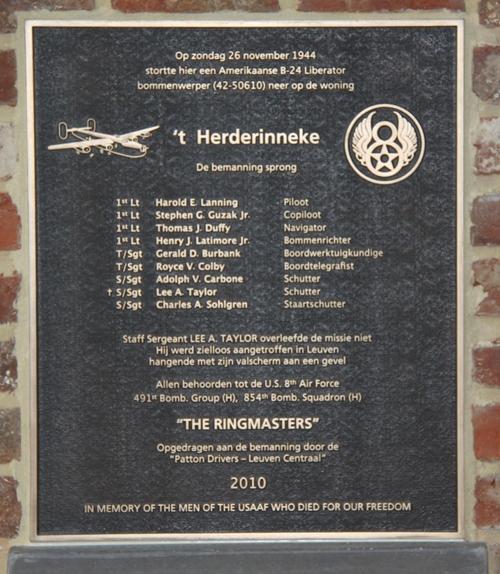 Op zondag 26 november 1944
stortte hier een Amerikaanse B-24 Liberator
bommenwerper (42-50610) neer op de woning
't Herderinneke
De bemanning sprong
1st Lt Harold E. Lanning Piloot
1st Lt Stephen G. Guzak Jr. Copiloot
1st Lt Thomas J. Duffy Navigator
1st Lt Henry J. Latimore Jr. Bommenrichter
T/Sgt Gerald D. Burbank Boordwerktuigkundige
T/Sgt Royce V. Colby Boordtelegrafist
S/Sgt Adolph V. Carbone Schutter
† S/Sgt Lee A. Taylor Schutter
S/Sgt Charles A. Sohlgren Staartschutter
Staff Sergeant LEE A. TAYLOR overleefde de missie niet
Hij werd zielloos aangetroffen in Leuven
hangende met zijn valscherm aan een gevel
Allen behoorden tot de U.S. 8th Air Force
491st Bomb. Group (H), 854th Bomb. Squadron (H)
"THE RINGMASTERS"
Opgedragen aan de bemanning door de
"Patton Drivers – Leuven Centraal"
2010
IN MEMORY OF THE MEN OF THE USAAF WHO DIED FOR OUR FREEDOM